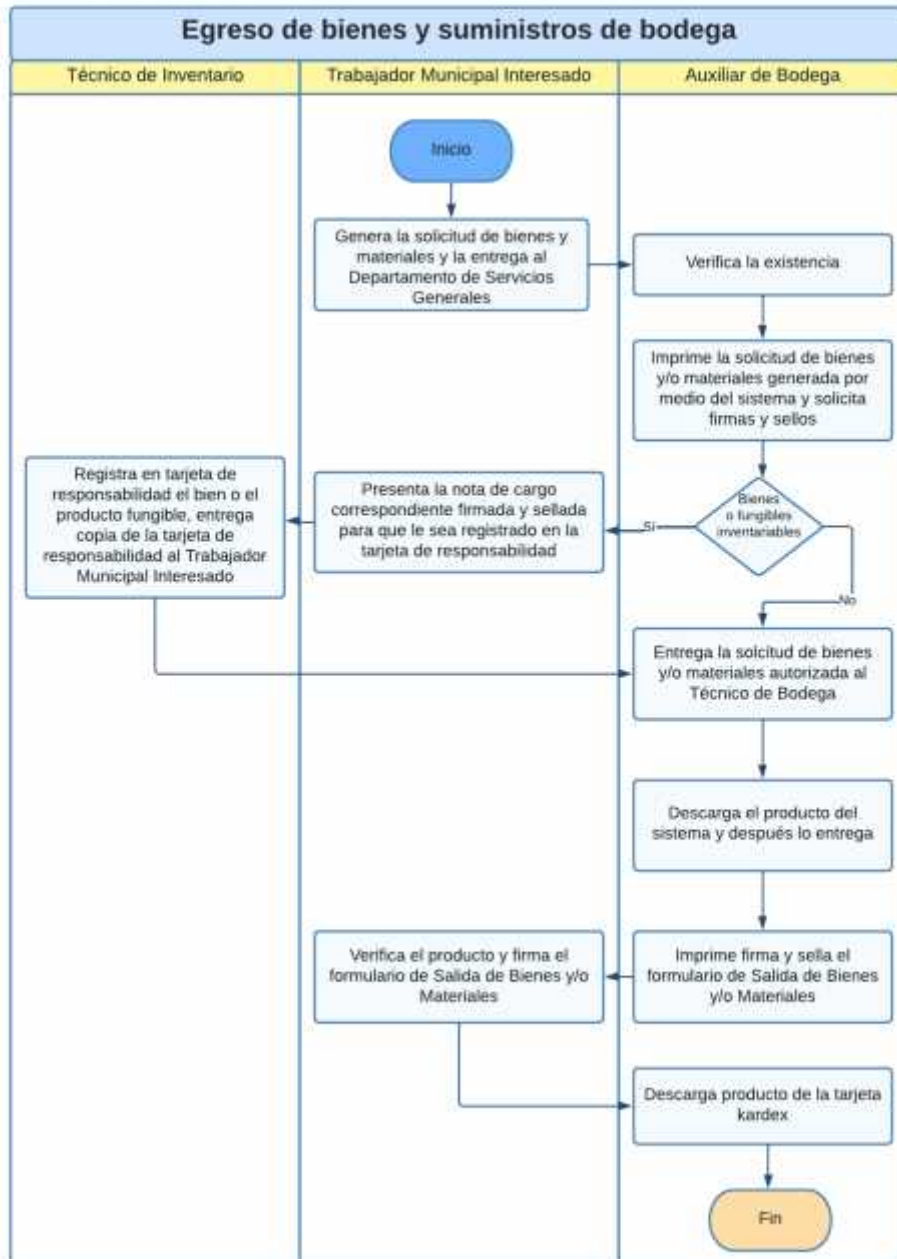 Egreso de bienes y suministros de bodega
Técnico de Inventario
Trabajador Municipal Interesado
Auxiliar de Bodega
Inicio
Genera la solicitud de bienes y
materiales y la entrega al
Departamento de Servicios
Generales
Verifica la existencia
Imprime la solicitud de bienes
y/o materiales generada por
medio del sistema y solicita
firmas y sellos
Bienes
o fungibles
inventariables
Sí
No
Presenta la nota de cargo
correspondiente firmada y sellada
para que le sea registrado en la
tarjeta de responsabilidad
Registra en tarjeta de
responsabilidad el bien o el
producto fungible, entrega
copia de la tarjeta de
responsabilidad al Trabajador
Municipal Interesado
Entrega la solcitud de bienes
y/o materiales autorizada al
Técnico de Bodega
Descarga el producto del
sistema y después lo entrega
Imprime firma y sella el
formulario de Salida de Bienes
y/o Materiales
Verifica el producto y firma el
formulario de Salida de Bienes y/o
Materiales
Descarga producto de la tarjeta
kardex
Fin